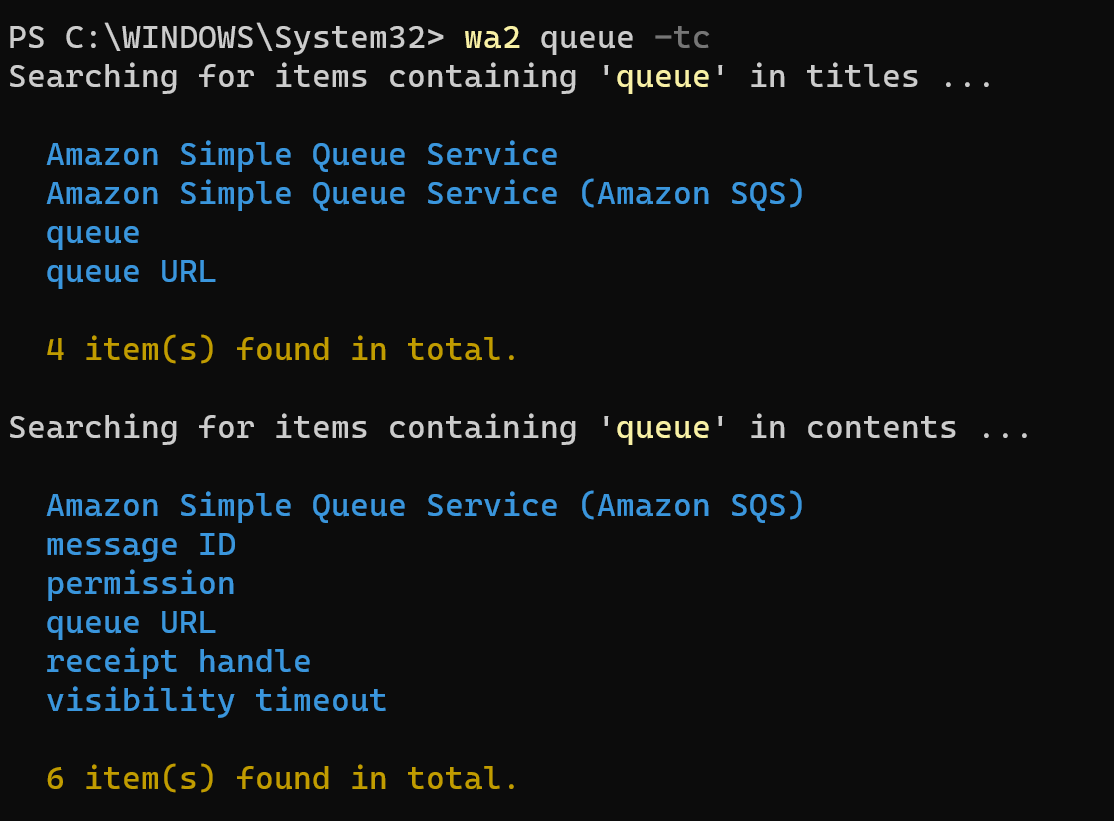 PS C:\WINDOWS\System32> wa2 queue -tc
Searching for items containing 'queue' in titles ...
Amazon Simple Queue Service
Amazon Simple Queue Service (Amazon SQS)
queue
queue URL
4 item(s) found in total.
Searching for items containing 'queue' in contents ...
Amazon Simple Queue Service (Amazon SQS)
message ID
permission
queue URL
receipt handle
visibility timeout
6 item(s) found in total.